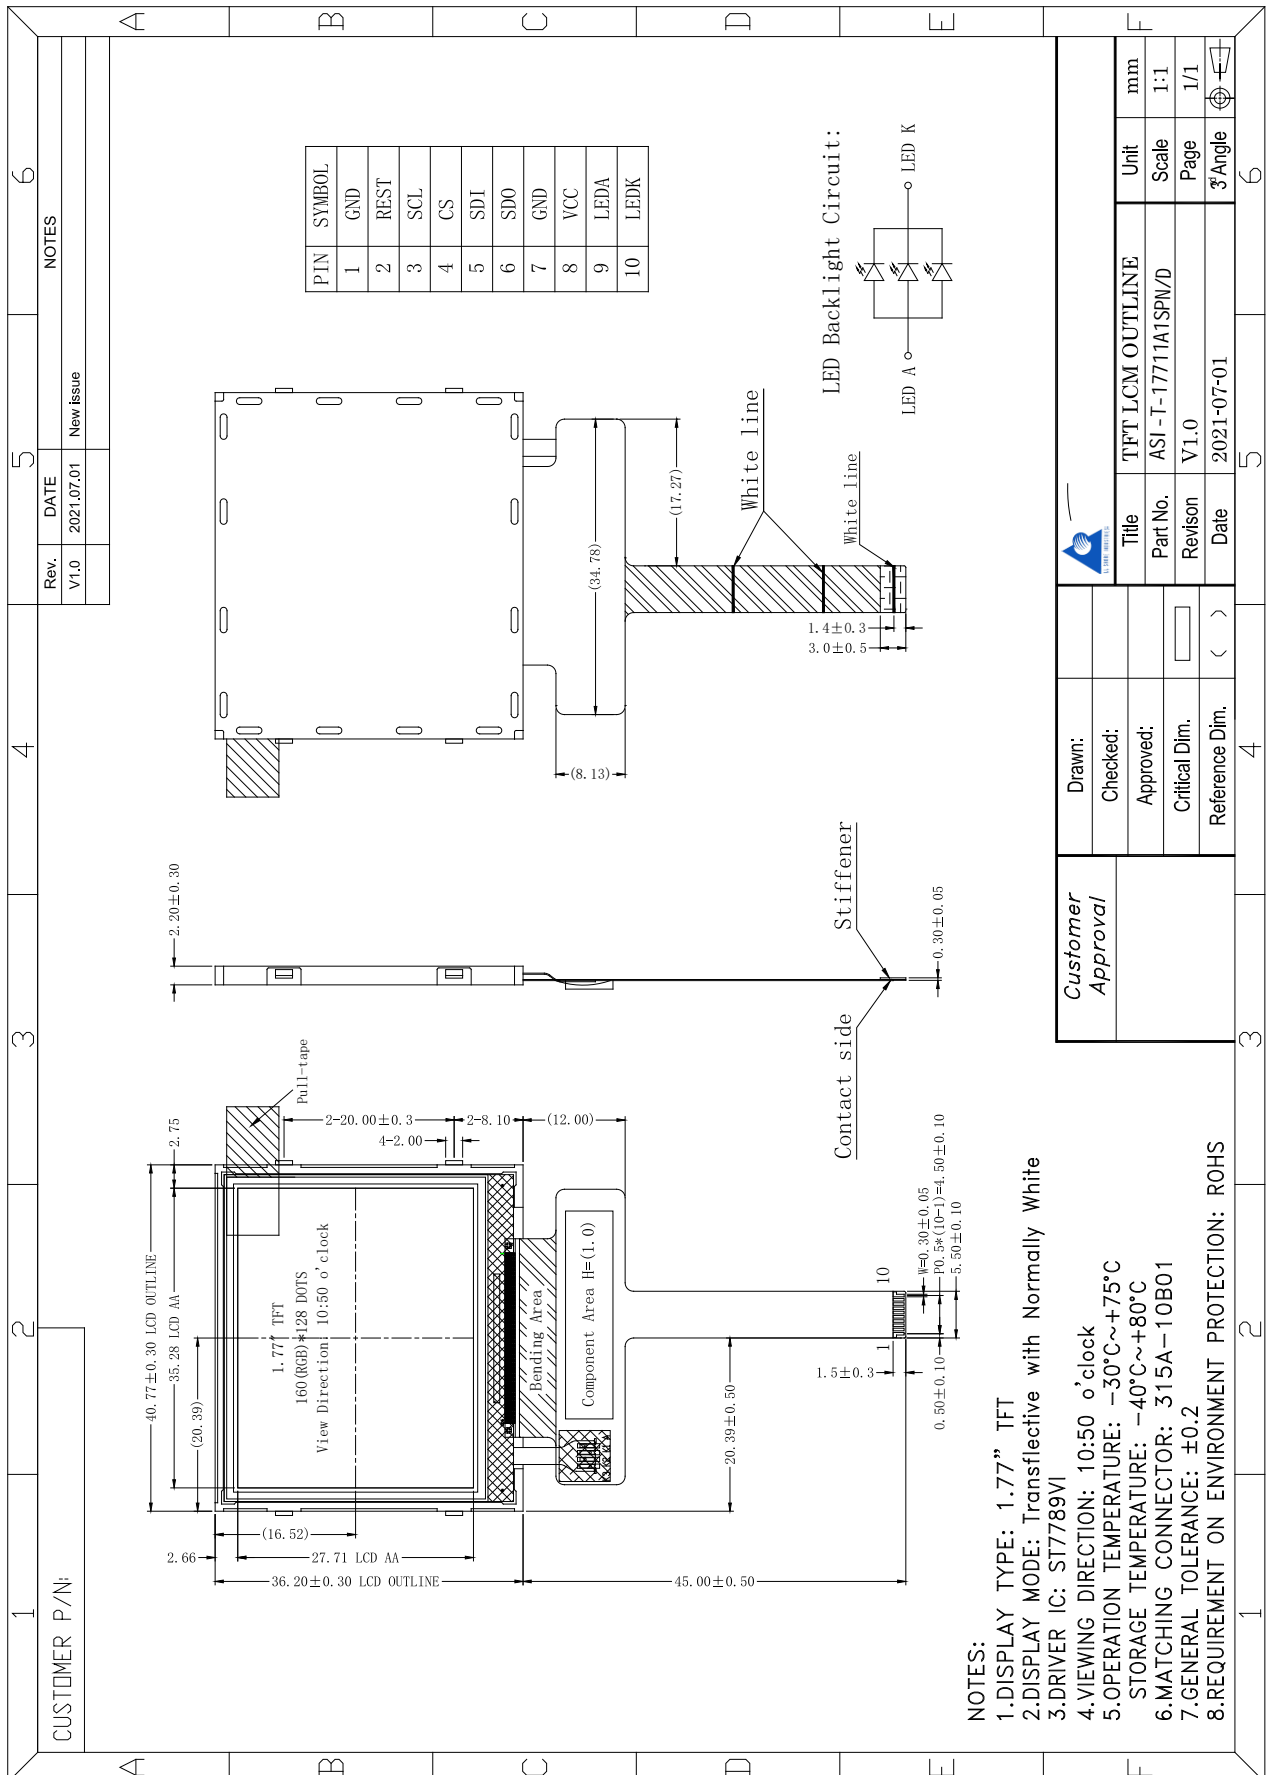 1
2
3
4
5
6
A
B
C
D
E
F
CUSTOMER P/N:
Rev.
DATE
NOTES
V1.0
2021.07.01
New issue
40.77±0.30 LCD OUTLINE
35.28 LCD AA
2.75
(20.39)
(16.52)
2.66
27.71 LCD AA
36.20±0.30 LCD OUTLINE
45.00±0.50
1.77" TFT
160(RGB)*128 DOTS
View Direction: 10:50 o'clock
Pull-tape
2-20.00±0.3
2-8.10
(12.00)
4-2.00
Bending Area
Component Area H=(1.0)
20.39±0.50
1.5±0.3
1
10
0.50±0.10
W=0.30±0.05
P0.5*(10-1)=4.50±0.10
5.50±0.10
2.20±0.30
Stiffener
Contact side
0.30±0.05
(8.13)
(34.78)
(17.27)
White line
White line
1.4±0.3
3.0±0.5
PIN SYMBOL
1 GND
2 REST
3 SCL
4 CS
5 SDI
6 SDO
7 GND
8 VCC
9 LEDA
10 LEDK
LED Backlight Circuit:
LED A
LED K
NOTES:
1.DISPLAY TYPE: 1.77" TFT
2.DISPLAY MODE: Transflective with Normally White
3.DRIVER IC: ST7789VI
4.VIEWING DIRECTION: 10:50 o'clock
5.OPERATION TEMPERATURE: -30°C~+75°C
STORAGE TEMPERATURE: -40°C~+80°C
6.MATCHING CONNECTOR: 315A-10B01
7.GENERAL TOLERANCE: ±0.2
8.REQUIREMENT ON ENVIRONMENT PROTECTION: ROHS
Customer
Approval
Drawn:
Checked:
Approved:
Critical Dim.
Reference Dim. ( )
Title TFT LCM OUTLINE
Part No. ASI-T-17711A1SPN/D
Revison V1.0
Date 2021-07-01
Unit mm
Scale 1:1
Page 1/1
3rd Angle
1
2
3
4
5
6
A
B
C
D
E
F